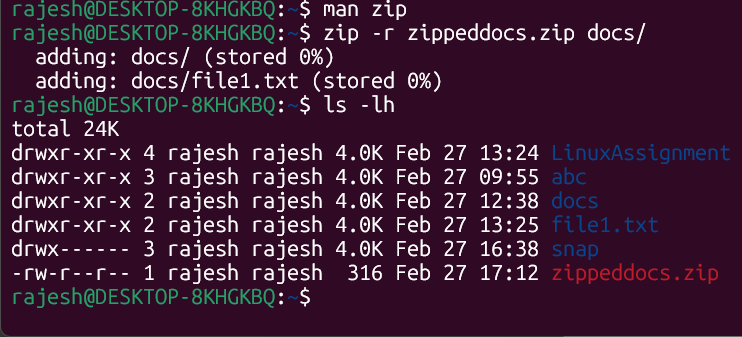 rajesh@DESKTOP-8KHGKBQ:~$ man zip
rajesh@DESKTOP-8KHGKBQ:~$ zip -r zippeddocs.zip docs/
  adding: docs/ (stored 0%)
  adding: docs/file1.txt (stored 0%)
rajesh@DESKTOP-8KHGKBQ:~$ ls -lh
total 24K
drwxr-xr-x 4 rajesh rajesh 4.0K Feb 27 13:24 LinuxAssignment
drwxr-xr-x 3 rajesh rajesh 4.0K Feb 27 09:55 abc
drwxr-xr-x 2 rajesh rajesh 4.0K Feb 27 12:38 docs
drwxr-xr-x 2 rajesh rajesh 4.0K Feb 27 13:25 file1.txt
drwx------ 3 rajesh rajesh 4.0K Feb 27 16:38 snap
-rw-r--r-- 1 rajesh rajesh  316 Feb 27 17:12 zippeddocs.zip
rajesh@DESKTOP-8KHGKBQ:~$